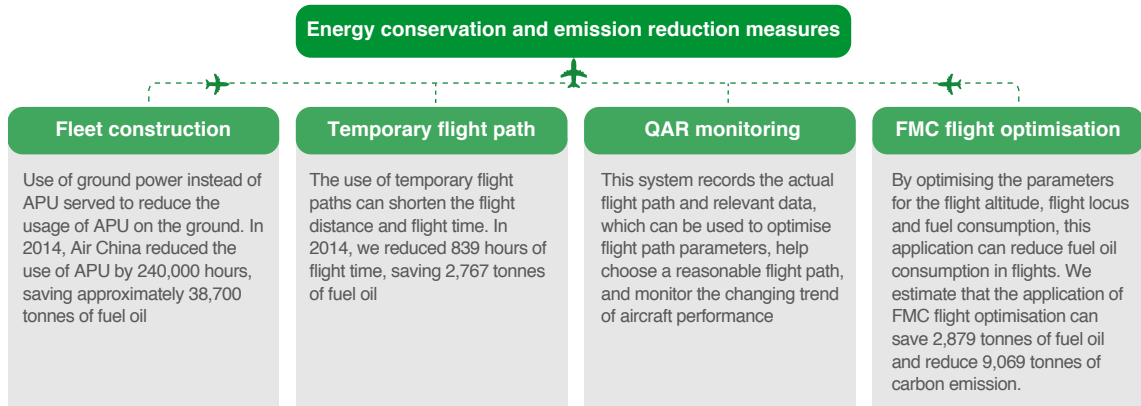 Energy conservation and emission reduction measures
Fleet construction
Use of ground power instead of
APU served to reduce the
usage of APU on the ground. In
2014, Air China reduced the
use of APU by 240,000 hours,
saving approximately 38,700
tonnes of fuel oil
Temporary flight path
The use of temporary flight
paths can shorten the flight
distance and flight time. In
2014, we reduced 839 hours of
flight time, saving 2,767 tonnes
of fuel oil
QAR monitoring
This system records the actual
flight path and relevant data,
which can be used to optimise
flight path parameters, help
choose a reasonable flight path,
and monitor the changing trend
of aircraft performance
FMC flight optimisation
By optimising the parameters
for the flight altitude, flight locus
and fuel consumption, this
application can reduce fuel oil
consumption in flights. We
estimate that the application of
FMC flight optimisation can
save 2,879 tonnes of fuel oil
and reduce 9,069 tonnes of
carbon emission.